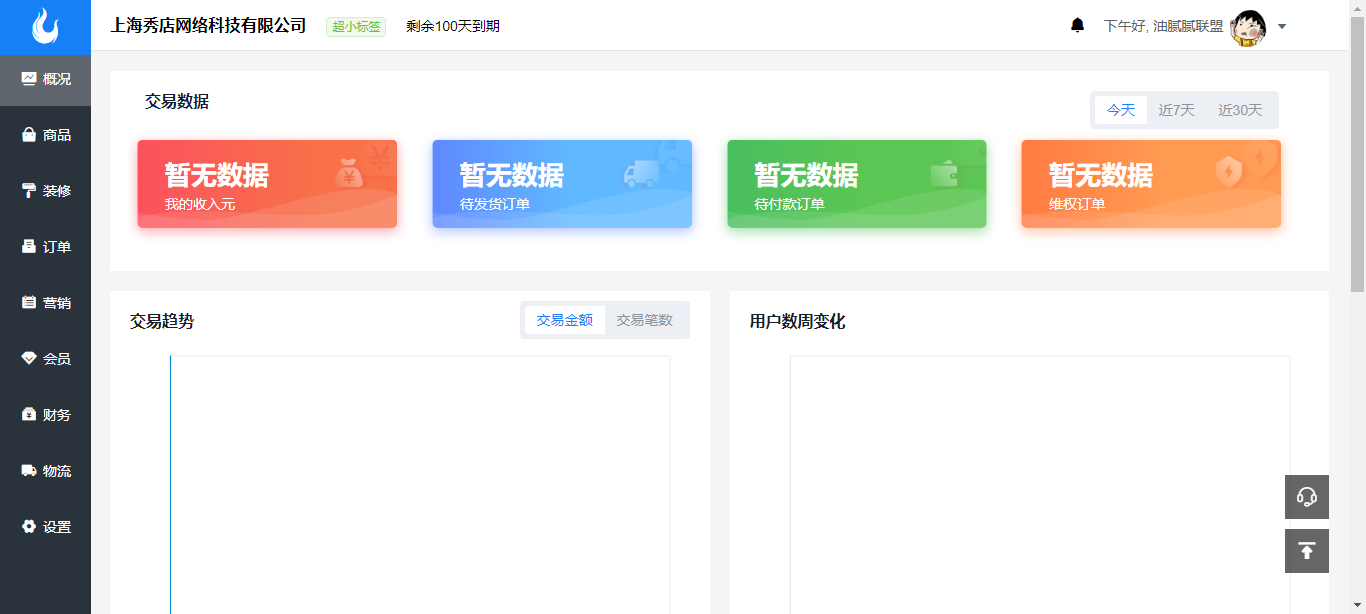 上海秀店网络科技有限公司 超小标签 剩余100天到期 下午好, 油腻腻联盟
概况
商品
装修
订单
营销
会员
财务
物流
设置
交易数据 今天 近7天 近30天
暂无数据 暂无数据 暂无数据 暂无数据
我的收入元 待发货订单 待付款订单 维权订单
交易趋势 交易金额 交易笔数 用户数周变化